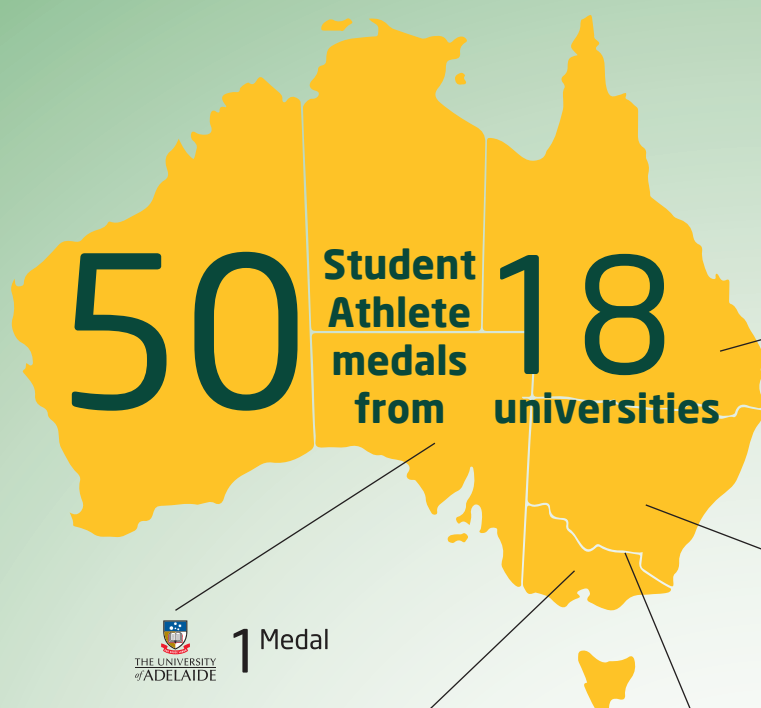 50
Student
Athlete
medals
from
18
universities
THE UNIVERSITY
of ADELAIDE
1 Medal